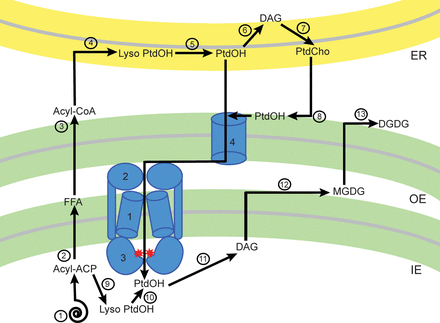 DAG
6
7
4
5
Lyso PtdOH
PtdOH
PtdCho
ER
Acyl-CoA
PtdOH
8
13
DGDG
3
4
2
12
MGDG
FFA
OE
1
DAG
2
3
11
Acyl-ACP
9
PtdOH
IE
10
Lyso PtdOH
1